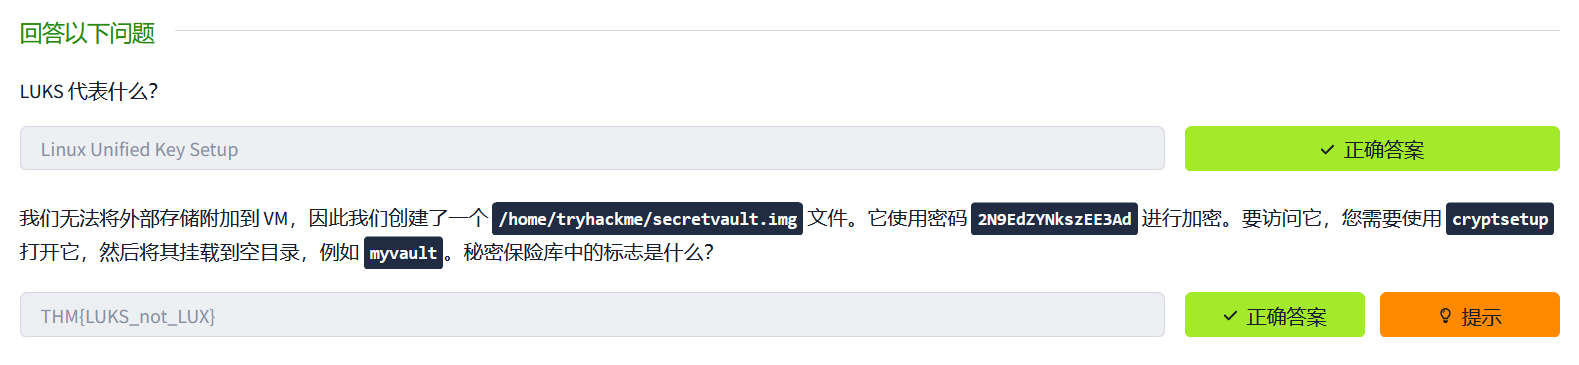 回答以下问题
LUKS 代表什么？
Linux Unified Key Setup
正确答案
我们无法将外部存储附加到 VM，因此我们创建了一个 /home/tryhackme/secretvault.img 文件。它使用密码 2N9EdZYNkszEE3Ad 进行加密。要访问它，您需要使用 cryptsetup
打开它，然后将其挂载到空目录，例如 myvault。秘密保险库中的标志是什么？
THM{LUKS_not_LUX}
正确答案
提示